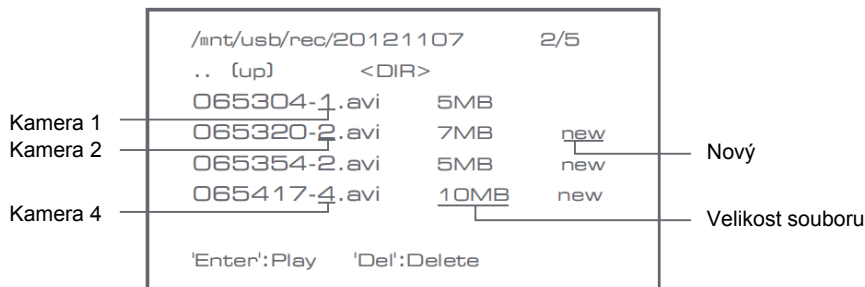 /mnt/usb/rec/20121107 2/5
.. (up) <DIR>
065304-1.avi 5MB
Kamera 1
065320-2.avi 7MB new
Kamera 2
Nový
065354-2.avi 5MB new
065417-4.avi 10MB new
Kamera 4
Velikost souboru
'Enter':Play 'Del':Delete